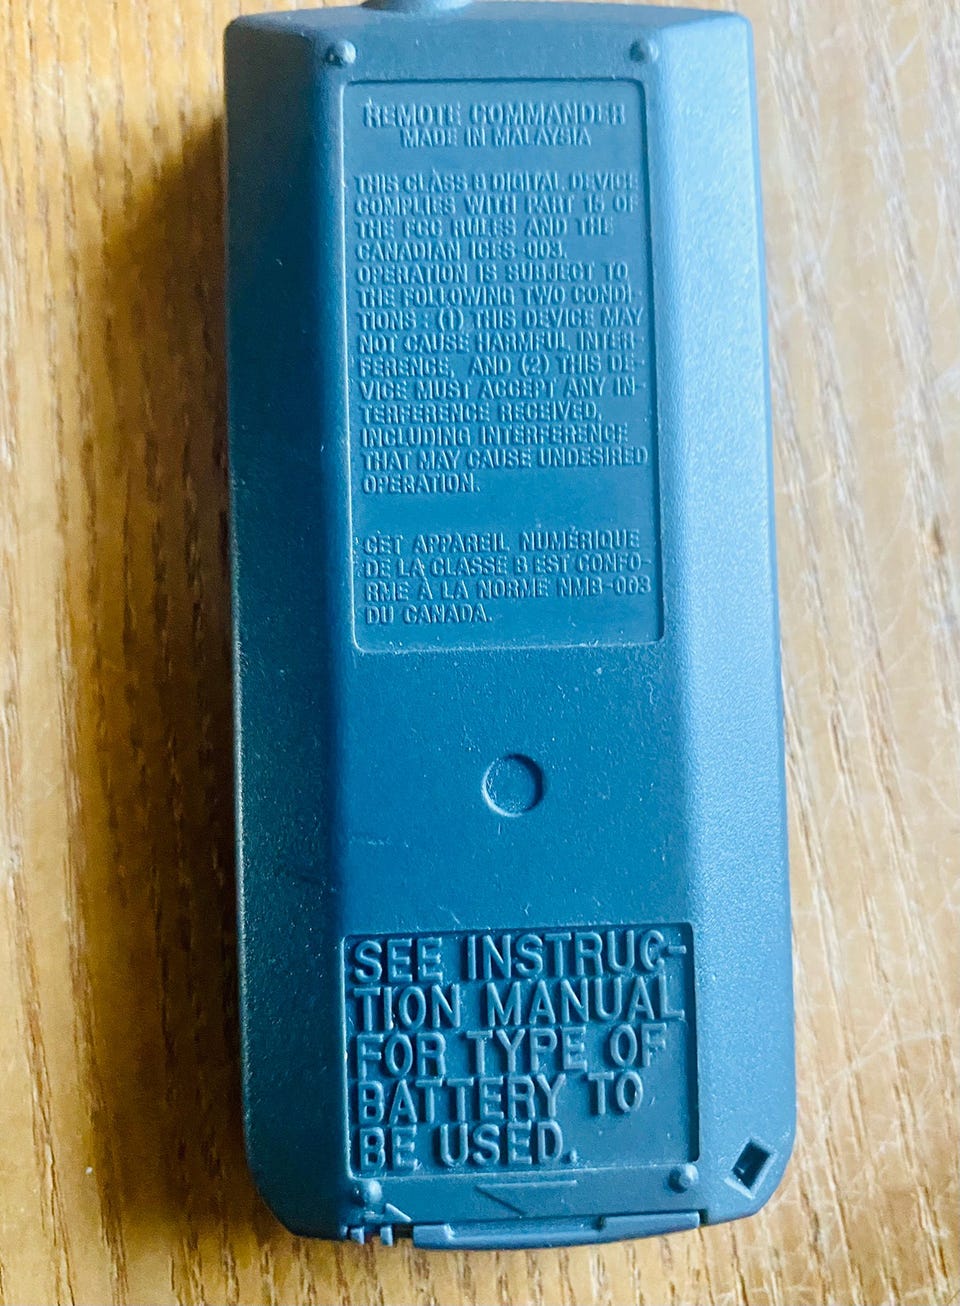 REMOTE COMMANDER
MADE IN MALAYSIA
THIS CLASS B DIGITAL DEVICE
COMPLIES WITH PART 15 OF
THE FCC RULES AND THE
CANADIAN ICES-003.
OPERATION IS SUBJECT TO
THE FOLLOWING TWO CONDI-
TIONS : (1) THIS DEVICE MAY
NOT CAUSE HARMFUL INTER-
FERENCE, AND (2) THIS DE-
VICE MUST ACCEPT ANY IN-
TERFERENCE RECEIVED,
INCLUDING INTERFERENCE
THAT MAY CAUSE UNDESIRED
OPERATION.
CET APPAREIL NUMÉRIQUE
DE LA CLASSE B EST CONFO-
RME À LA NORME NMB-003
DU CANADA.
SEE INSTRUC-
TION MANUAL
FOR TYPE OF
BATTERY TO
BE USED.